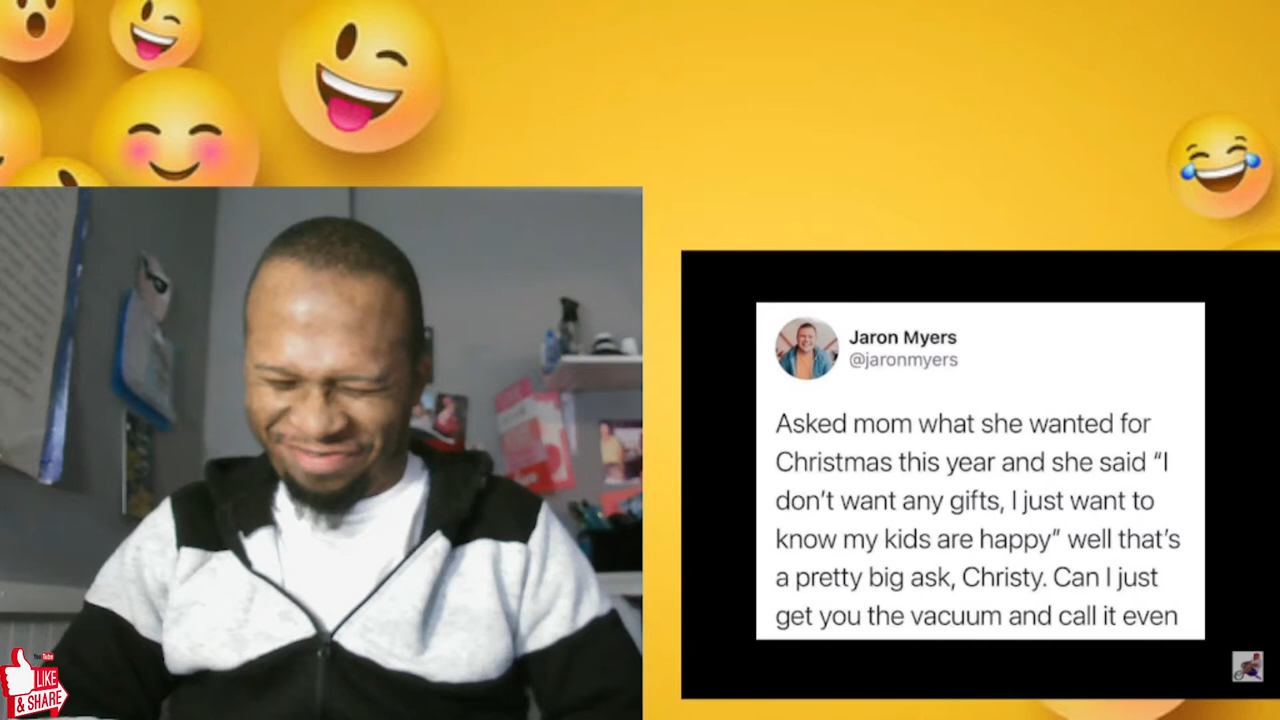 Jaron Myers
@jaronmyers
Asked mom what she wanted for
Christmas this year and she said “I
don’t want any gifts, I just want to
know my kids are happy” well that’s
a pretty big ask, Christy. Can I just
get you the vacuum and call it even
YouTube
LIKE
& SHARE